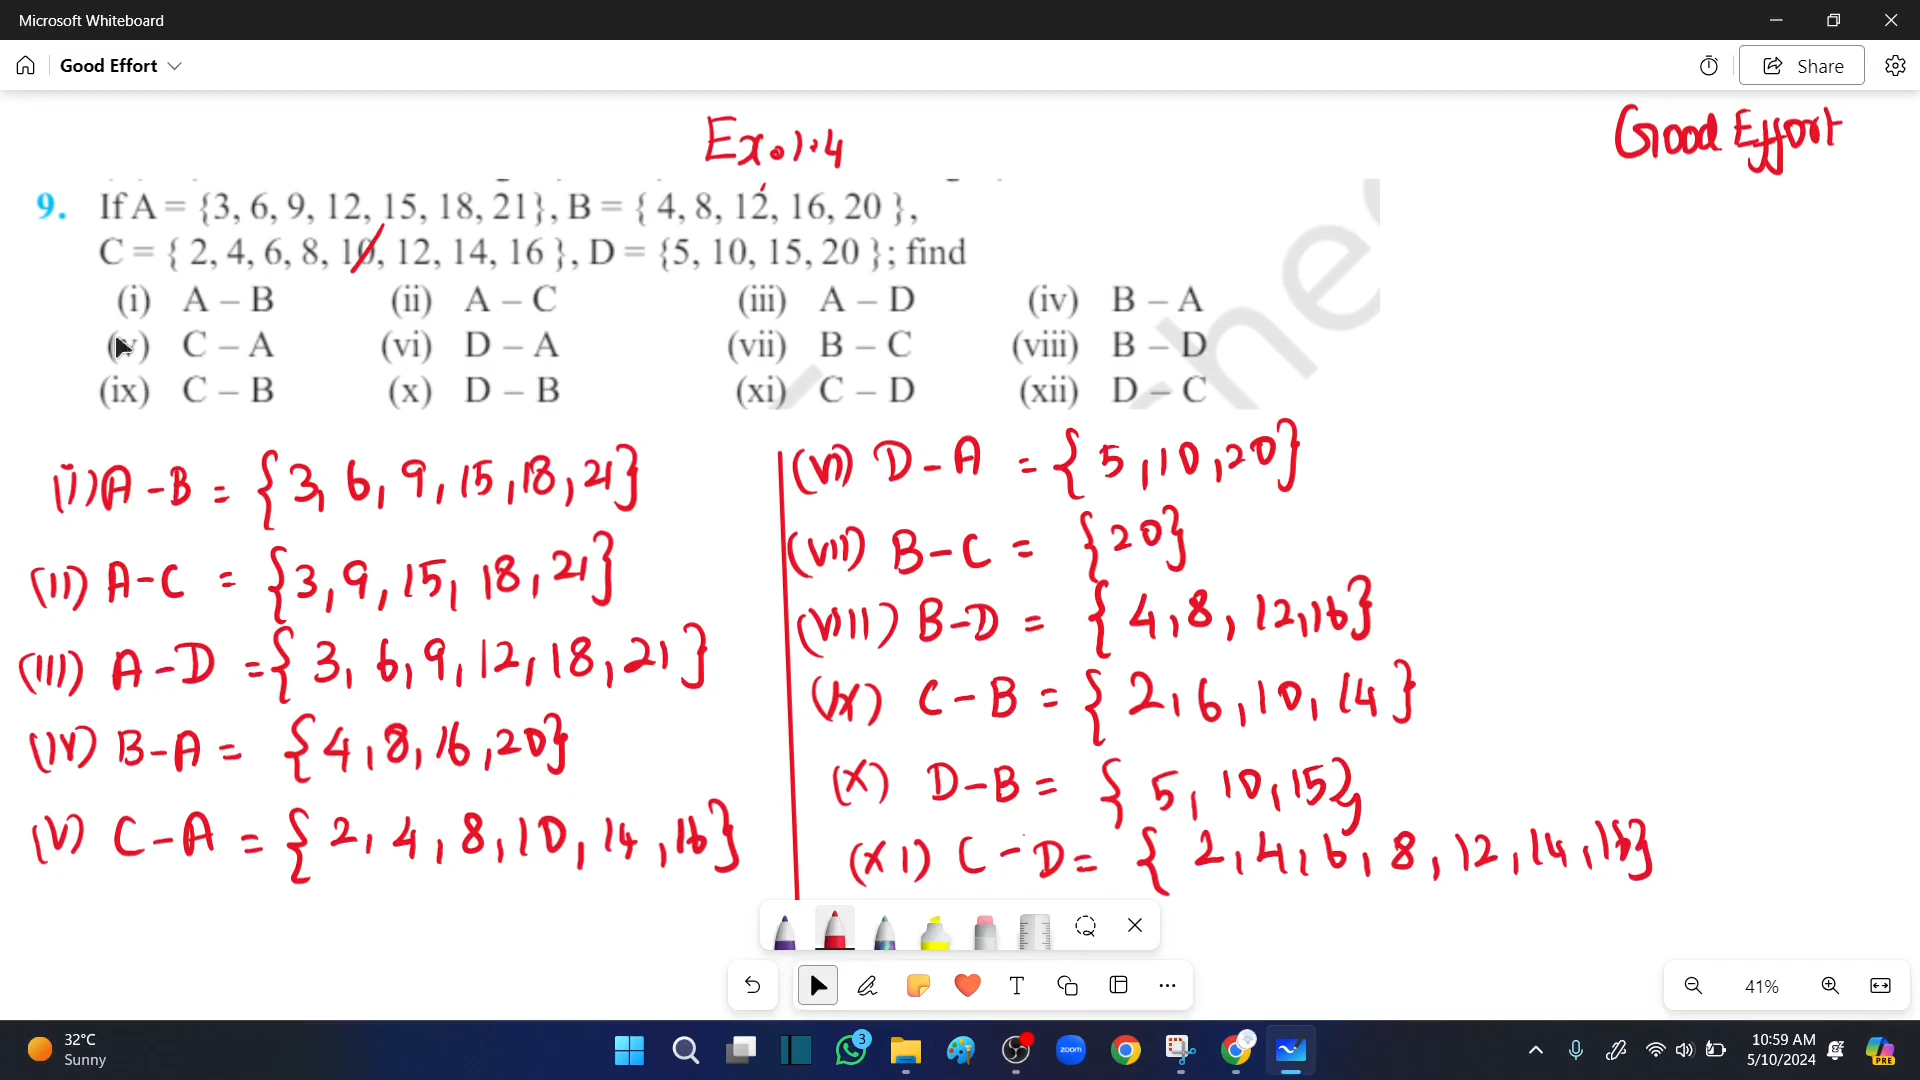 Microsoft Whiteboard
Good Effort
Share
Ex.1.4
Good Effort
9. If A = {3, 6, 9, 12, 15, 18, 21}, B = { 4, 8, 12, 16, 20 },
C = { 2, 4, 6, 8, 10, 12, 14, 16 }, D = {5, 10, 15, 20 }; find
(i) A – B (ii) A – C (iii) A – D (iv) B – A
(v) C – A (vi) D – A (vii) B – C (viii) B – D
(ix) C – B (x) D – B (xi) C – D (xii) D – C
(i) A - B = {3, 6, 9, 15, 18, 21}
(II) A - C = {3, 9, 15, 18, 21}
(III) A - D = {3, 6, 9, 12, 18, 21}
(IV) B - A = {4, 8, 16, 20}
(V) C - A = {2, 4, 8, 10, 14, 16}
(VI) D - A = {5, 10, 20}
(VII) B - C = {20}
(VIII) B - D = {4, 8, 12, 16}
(IX) C - B = {2, 6, 10, 14}
(X) D - B = {5, 10, 15}
(XI) C - D = {2, 4, 6, 8, 12, 14, 16}
41%
32°C
Sunny
3
zoom
10:59 AM
5/10/2024
PRE